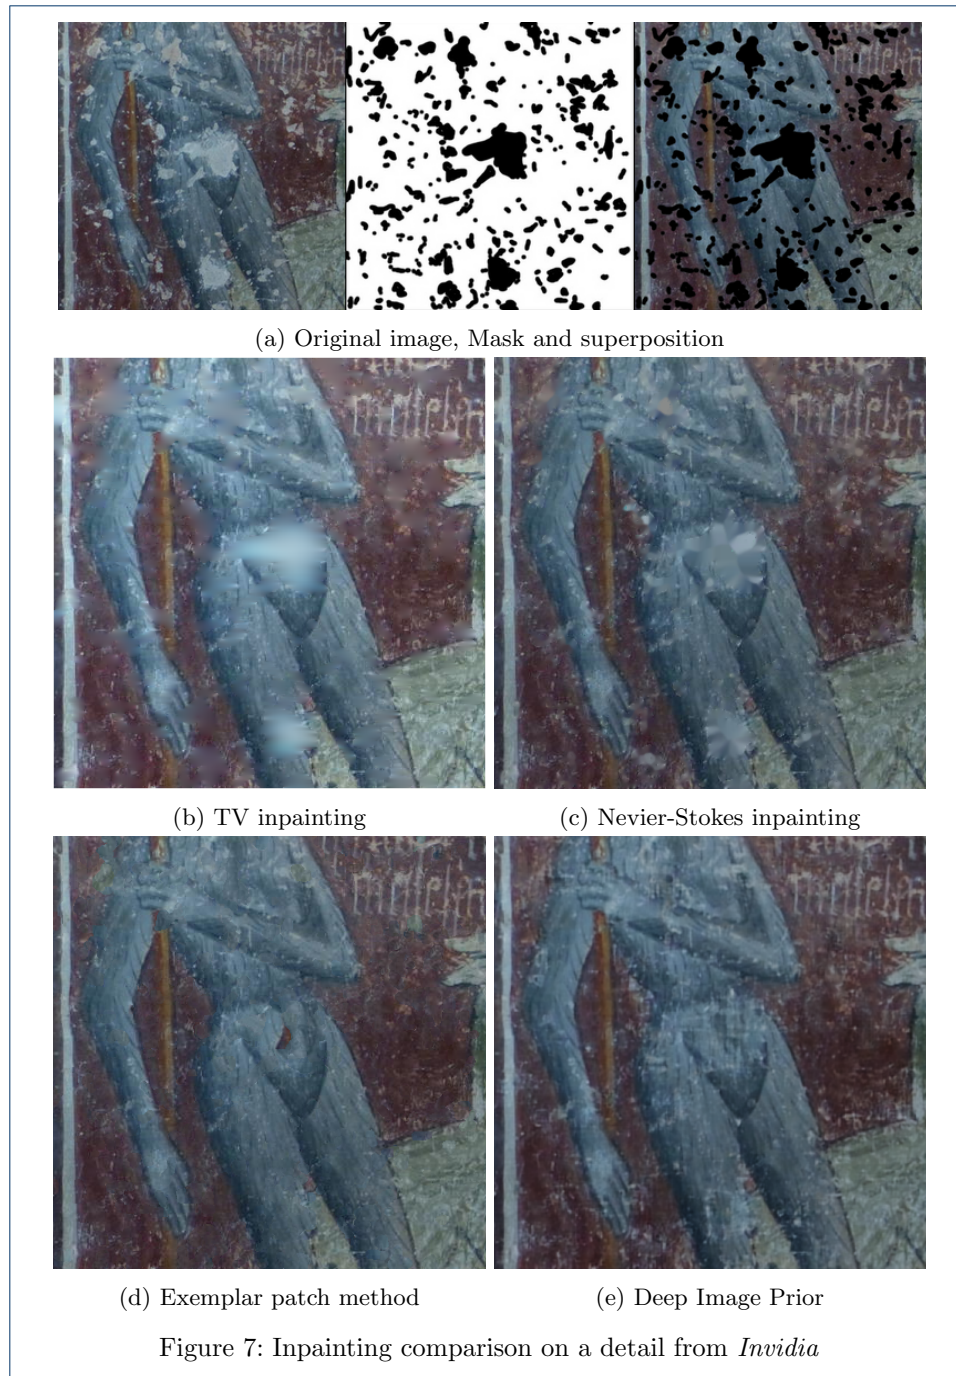 (a) Original image, Mask and superposition
(b) TV inpainting
(c) Nevier-Stokes inpainting
(d) Exemplar patch method
(e) Deep Image Prior
Figure 7: Inpainting comparison on a detail from Invidia